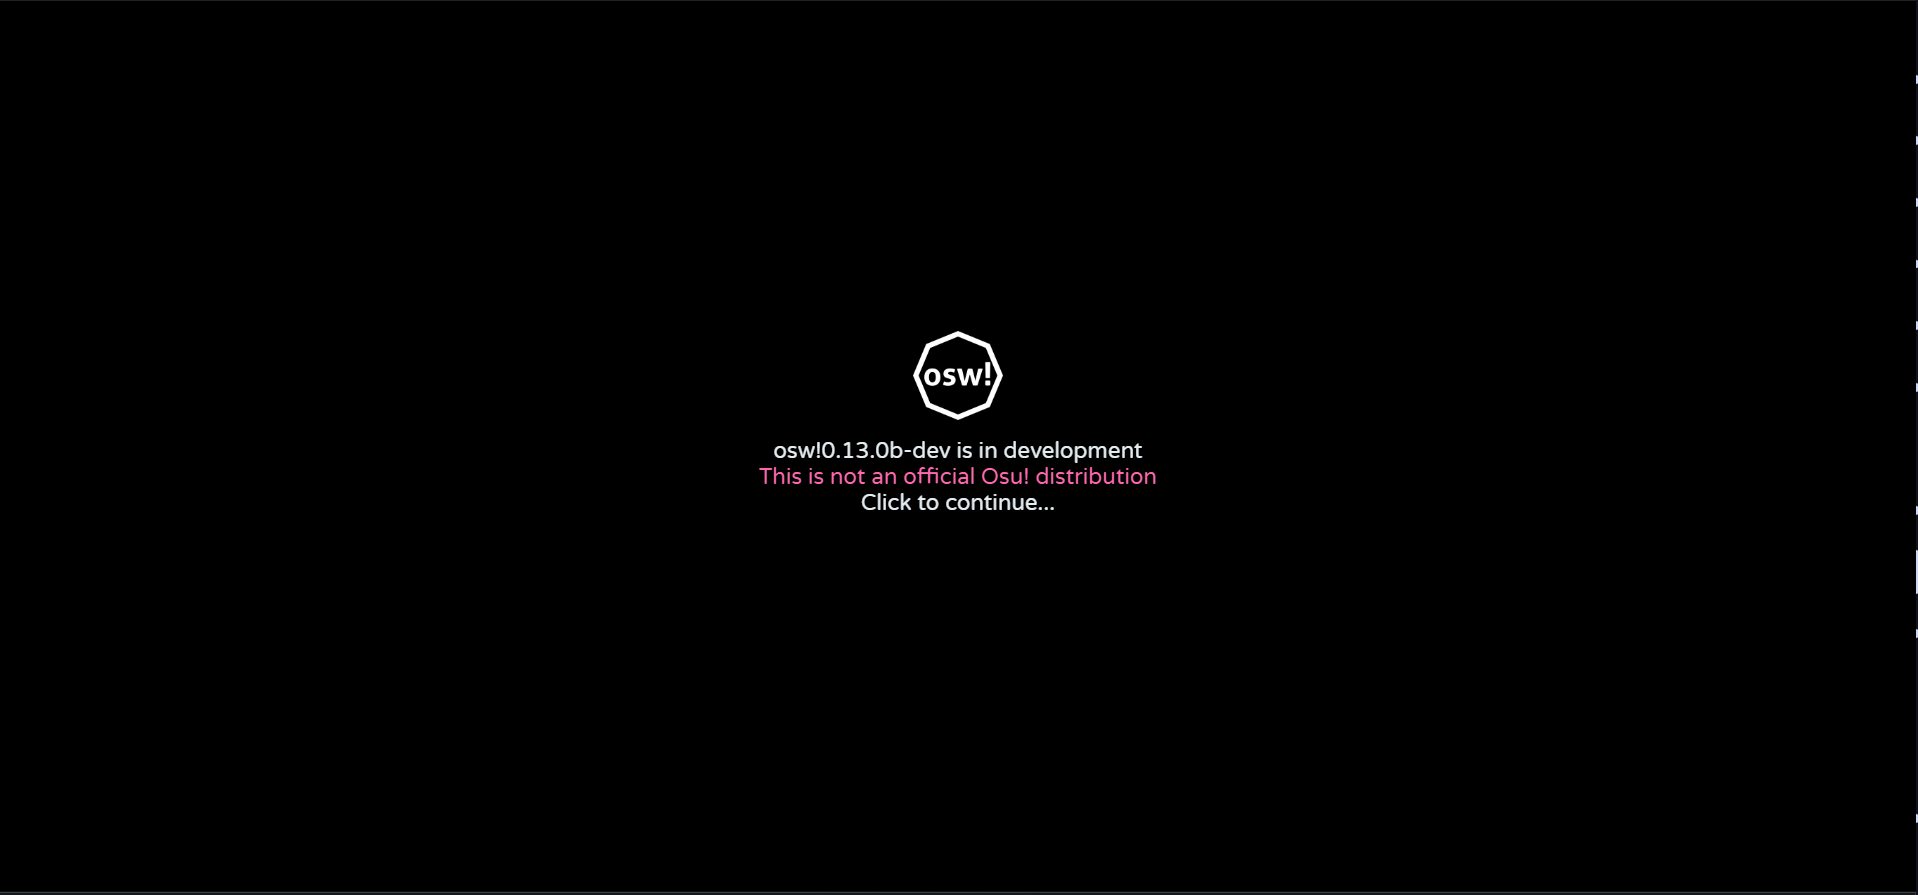 osw!
osw!0.13.0b-dev is in development
This is not an official Osu! distribution
Click to continue...